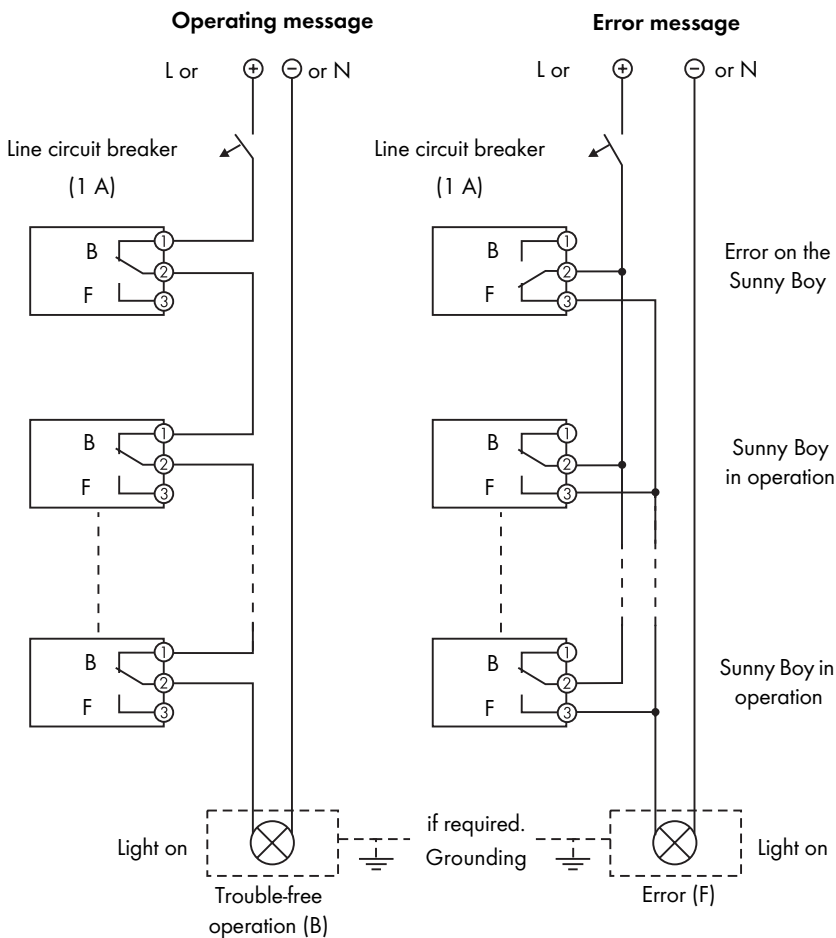 Operating message
Error message
L or + − or N
L or + − or N
Line circuit breaker
(1 A)
Line circuit breaker
(1 A)
B
F
1
2
3
B
F
1
2
3
Error on the
Sunny Boy
B
F
1
2
3
B
F
1
2
3
Sunny Boy
in operation
B
F
1
2
3
B
F
1
2
3
Sunny Boy in
operation
Light on
Trouble-free
operation (B)
if required.
Grounding
Light on
Error (F)